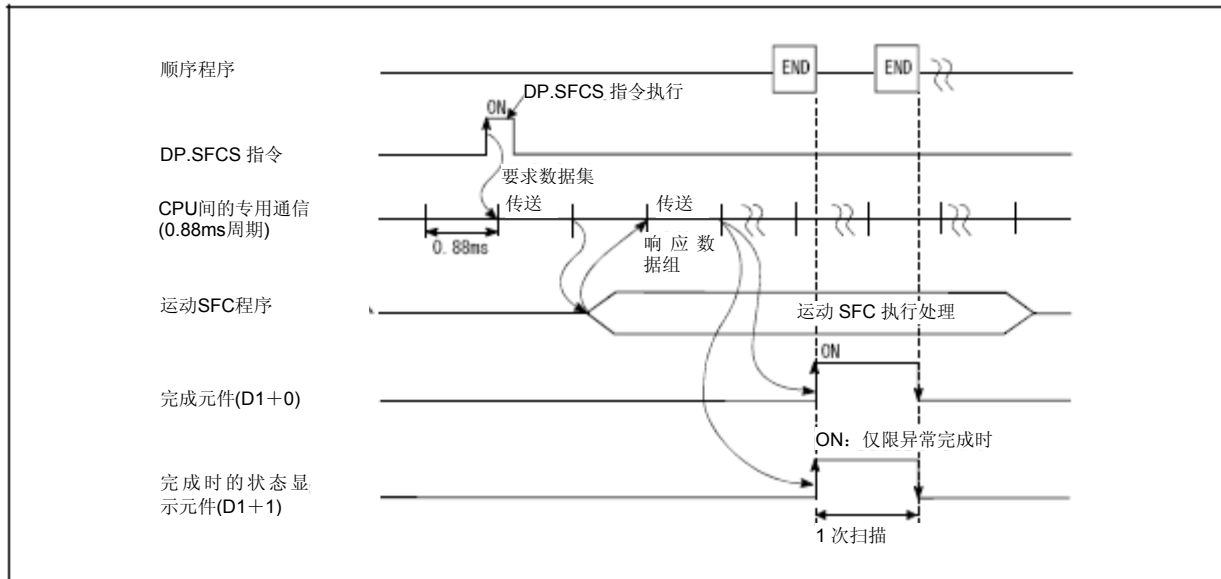 顺序程序
END
END
DP.SFCS 指令执行
ON
DP.SFCS 指令
要求数据集
CPU间的专用通信
(0.88ms周期)
传送
传送
0.88ms
响应数
据组
运动SFC程序
运动 SFC 执行处理
ON
完成元件(D1+0)
ON：仅限异常完成时
完成时的状态显
示元件(D1+1)
1 次扫描